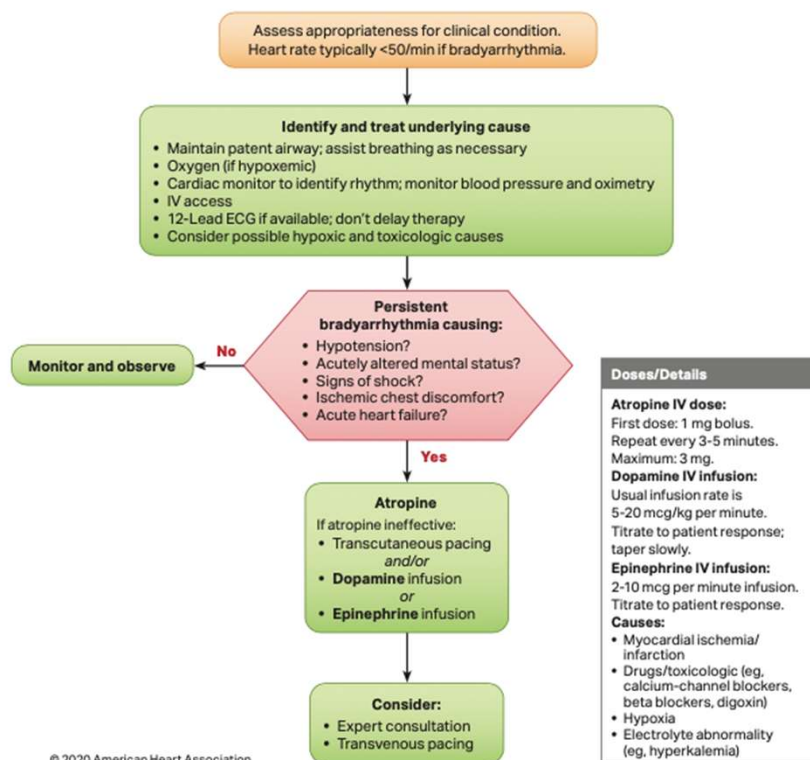 Assess appropriateness for clinical condition.
Heart rate typically <50/min if bradyarrhythmia.
Identify and treat underlying cause
• Maintain patent airway; assist breathing as necessary
• Oxygen (if hypoxemic)
• Cardiac monitor to identify rhythm; monitor blood pressure and oximetry
• IV access
• 12-Lead ECG if available; don't delay therapy
• Consider possible hypoxic and toxicologic causes
Persistent
bradyarrhythmia causing:
• Hypotension?
• Acutely altered mental status?
• Signs of shock?
• Ischemic chest discomfort?
• Acute heart failure?
No
Monitor and observe
Yes
Atropine
If atropine ineffective:
• Transcutaneous pacing
and/or
• Dopamine infusion
or
• Epinephrine infusion
Consider:
• Expert consultation
• Transvenous pacing
Doses/Details
Atropine IV dose:
First dose: 1 mg bolus.
Repeat every 3-5 minutes.
Maximum: 3 mg.
Dopamine IV infusion:
Usual infusion rate is
5-20 mcg/kg per minute.
Titrate to patient response;
taper slowly.
Epinephrine IV infusion:
2-10 mcg per minute infusion.
Titrate to patient response.
Causes:
• Myocardial ischemia/
infarction
• Drugs/toxicologic (eg,
calcium-channel blockers,
beta blockers, digoxin)
• Hypoxia
• Electrolyte abnormality
(eg, hyperkalemia)
© 2020 American Heart Association